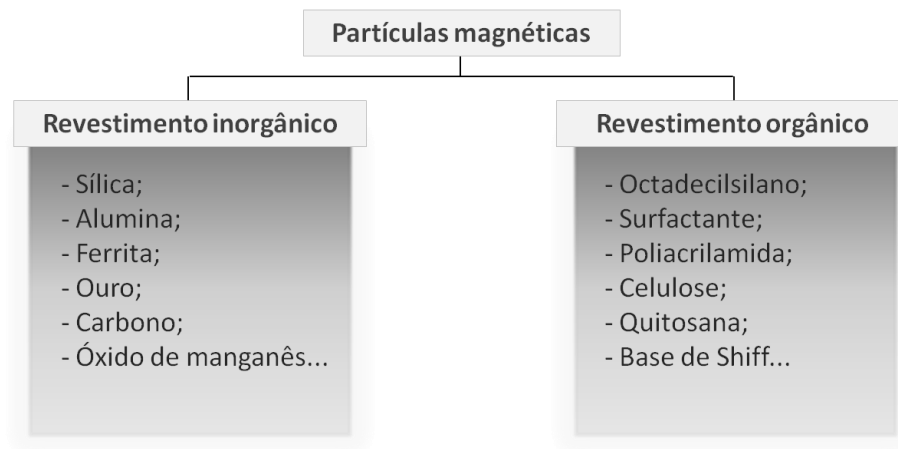 Partículas magnéticas
Revestimento inorgânico
- Sílica;
- Alumina;
- Ferrita;
- Ouro;
- Carbono;
- Óxido de manganês...
Revestimento orgânico
- Octadecilsilano;
- Surfactante;
- Poliacrilamida;
- Celulose;
- Quitosana;
- Base de Shiff...